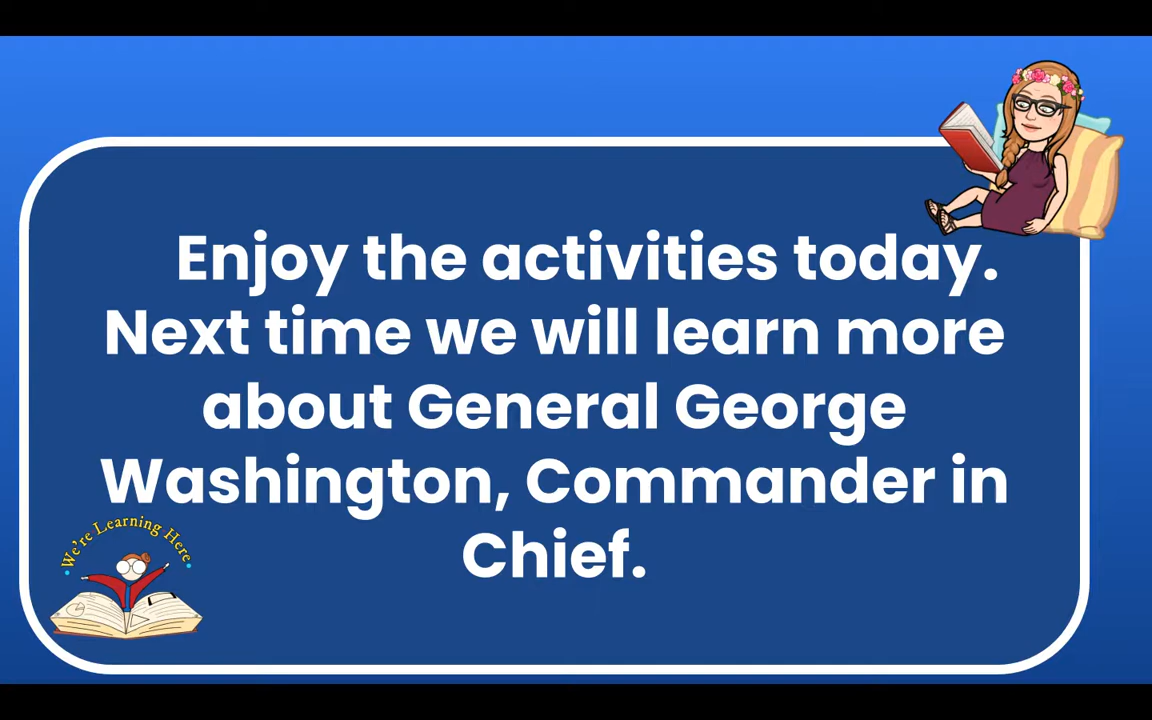 Enjoy the activities today.
Next time we will learn more
about General George
Washington, Commander in
Chief.
We're Learning Here